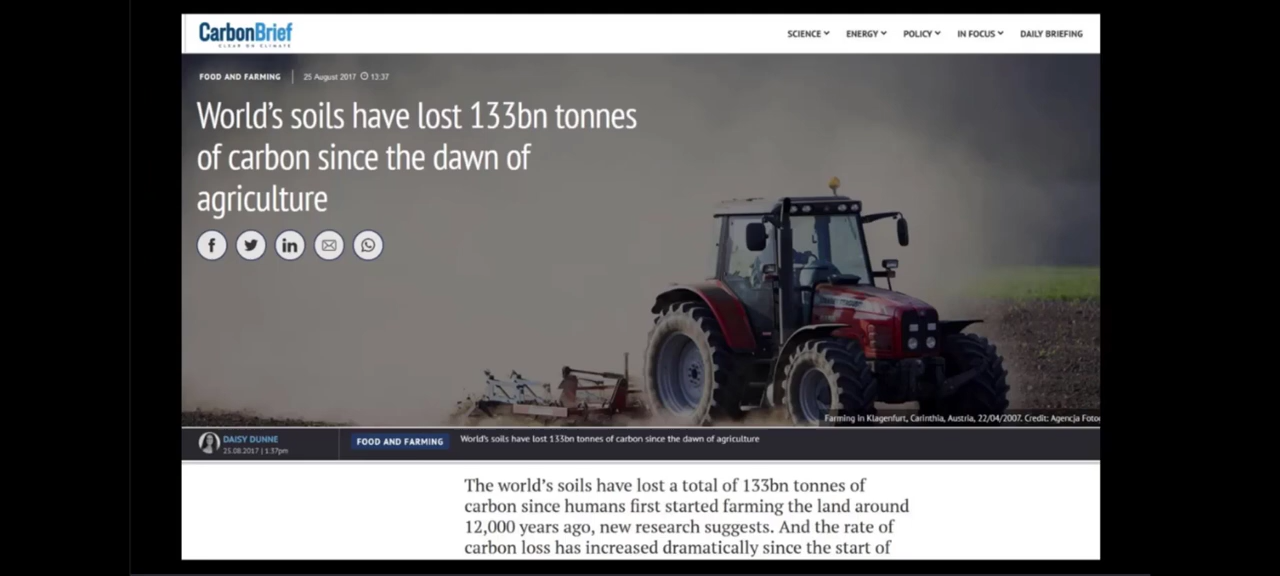 CarbonBrief
CLEAR ON CLIMATE
SCIENCE ENERGY POLICY IN FOCUS DAILY BRIEFING
FOOD AND FARMING 25 August 2017 13:37
World's soils have lost 133bn tonnes
of carbon since the dawn of
agriculture
Farming in Klagenfurt, Carinthia, Austria, 22/04/2007. Credit: Agencja Foto
DAISY DUNNE
25.08.2017 | 1:37pm
FOOD AND FARMING World's soils have lost 133bn tonnes of carbon since the dawn of agriculture
The world's soils have lost a total of 133bn tonnes of
carbon since humans first started farming the land around
12,000 years ago, new research suggests. And the rate of
carbon loss has increased dramatically since the start of